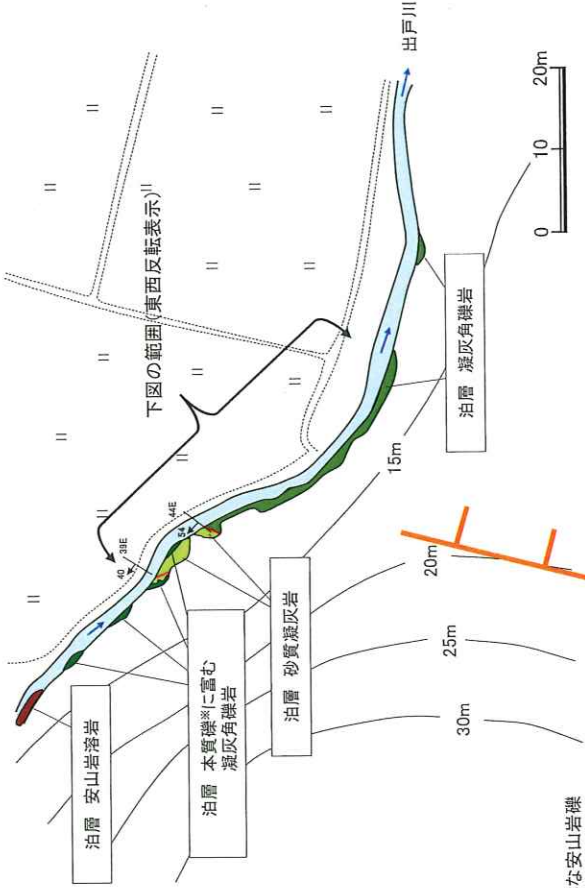 出戸川
下図の範囲(東西反転表示)
39E
40
44E
54
泊層 安山岩溶岩
泊層 本質礫※に富む
凝灰角礫岩
泊層 砂質凝灰岩
泊層 凝灰角礫岩
15m
20m
25m
30m
0
10
20m
な安山岩礫